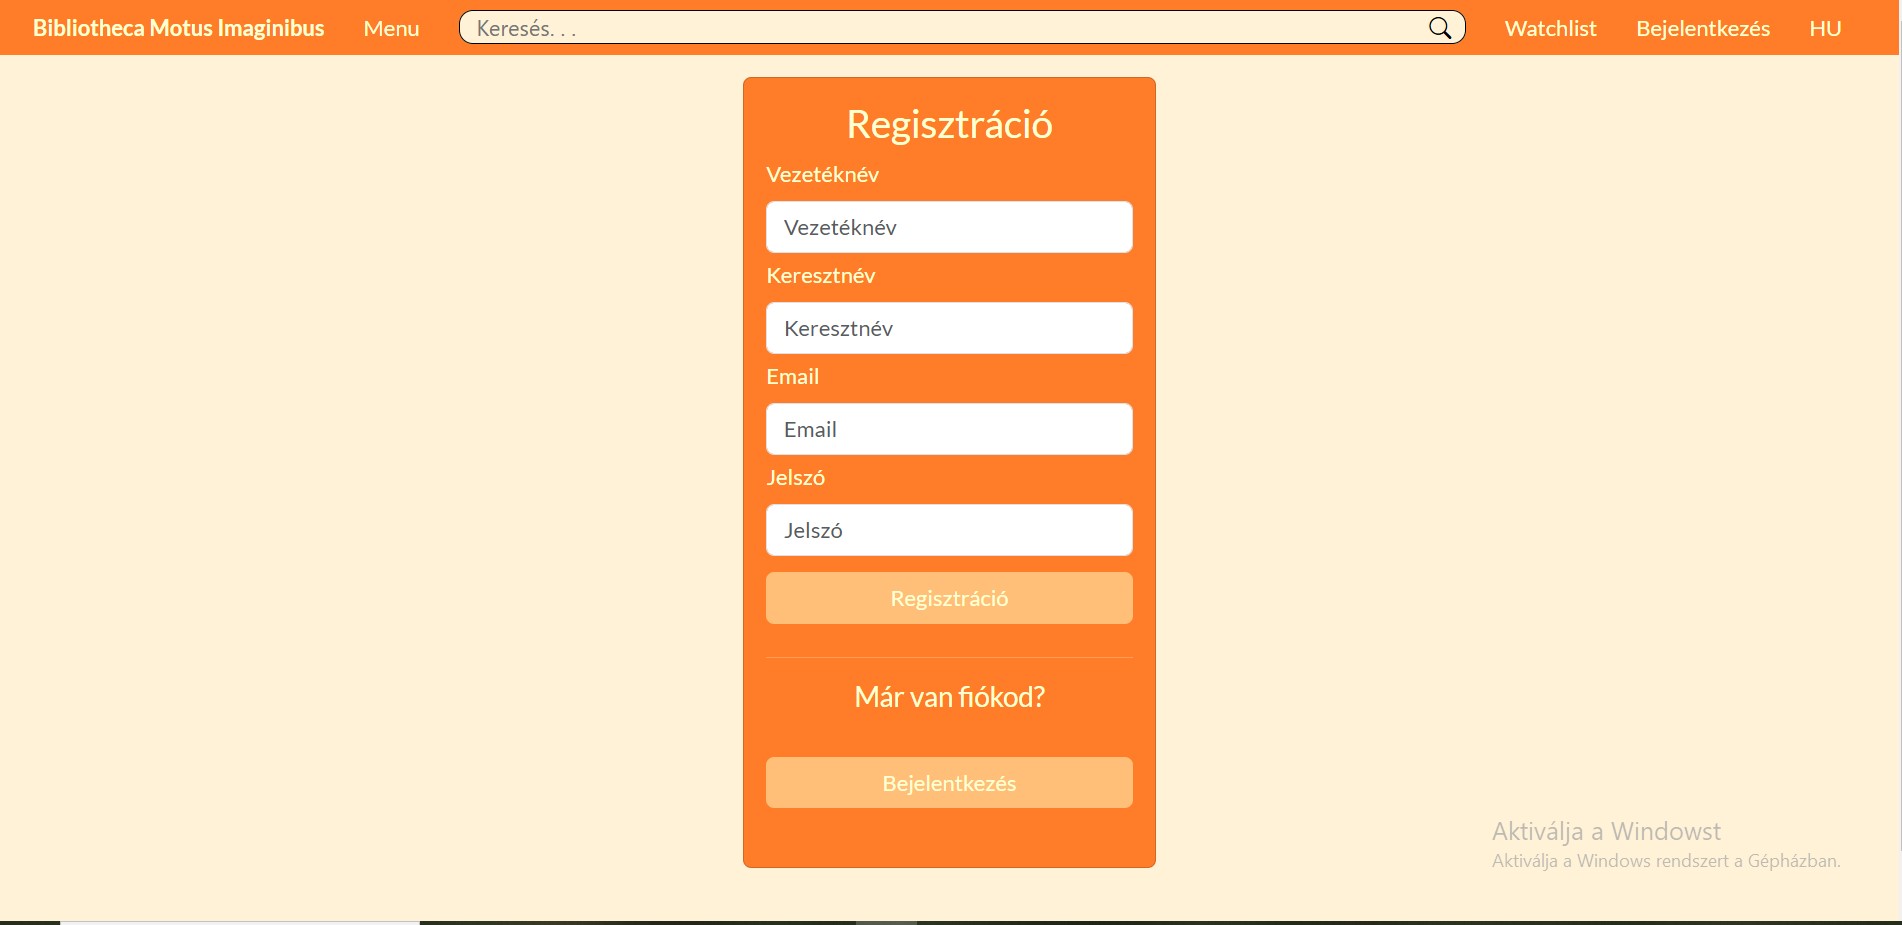 Bibliotheca Motus Imaginibus Menu Keresés. . . Watchlist Bejelentkezés HU
Regisztráció
Vezetéknév
Vezetéknév
Keresztnév
Keresztnév
Email
Email
Jelszó
Jelszó
Regisztráció
Már van fiókod?
Bejelentkezés
Aktiválja a Windowst
Aktiválja a Windows rendszert a Gépházban.